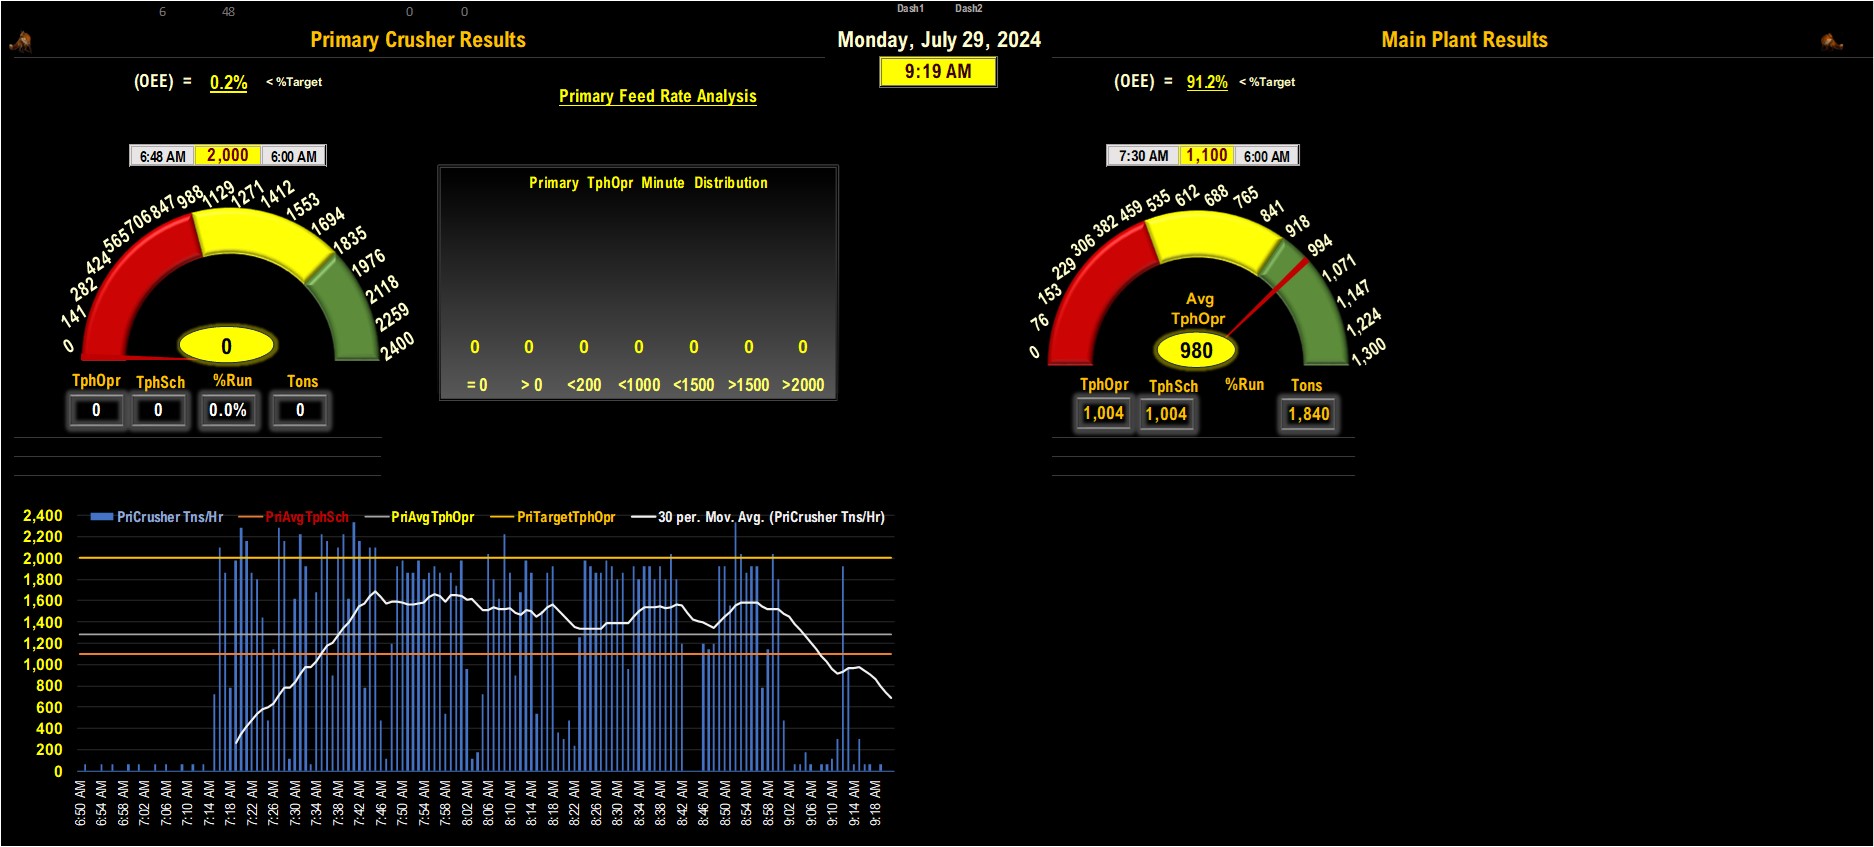 6 48 0 0 Dash1 Dash2
Primary Crusher Results
Monday, July 29, 2024
Main Plant Results
9:19 AM
(OEE) = 0.2% < %Target
Primary Feed Rate Analysis
(OEE) = 91.2% < %Target
6:48 AM 2,000 6:00 AM
7:30 AM 1,100 6:00 AM
Primary TphOpr Minute Distribution
0 0 0 0 0 0 0
= 0 > 0 <200 <1000 <1500 >1500 >2000
0 141 282 424 565 706 847 988 1129 1271 1412 1553 1694 1835 1976 2118 2259 2400
0
TphOpr TphSch %Run Tons
0 0 0.0% 0
0 76 153 229 306 382 459 535 612 688 765 841 918 994 1,071 1,147 1,224 1,300
Avg
TphOpr
980
TphOpr TphSch %Run Tons
1,004 1,004 1,840
PriCrusher Tns/Hr PriAvgTphSch PriAvgTphOpr PriTargetTphOpr 30 per. Mov. Avg. (PriCrusher Tns/Hr)
2,400
2,200
2,000
1,800
1,600
1,400
1,200
1,000
800
600
400
200
0
6:50 AM 6:54 AM 6:58 AM 7:02 AM 7:06 AM 7:10 AM 7:14 AM 7:18 AM 7:22 AM 7:26 AM 7:30 AM 7:34 AM 7:38 AM 7:42 AM 7:46 AM 7:50 AM 7:54 AM 7:58 AM 8:02 AM 8:06 AM 8:10 AM 8:14 AM 8:18 AM 8:22 AM 8:26 AM 8:30 AM 8:34 AM 8:38 AM 8:42 AM 8:46 AM 8:50 AM 8:54 AM 8:58 AM 9:02 AM 9:06 AM 9:10 AM 9:14 AM 9:18 AM